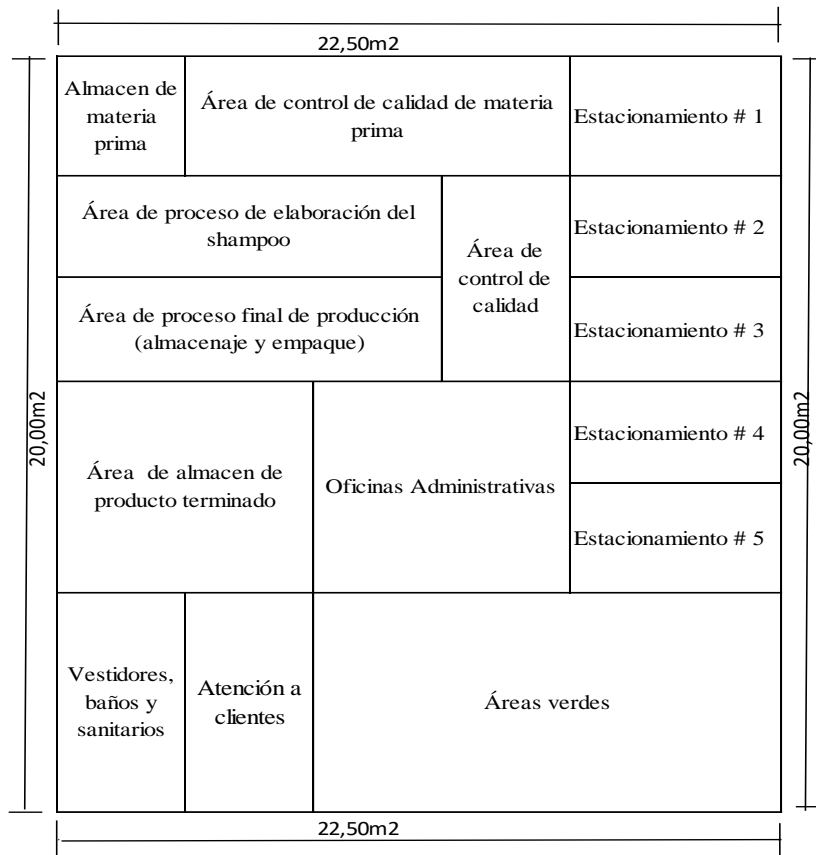 22,50m2
Almacen de
materia
prima
Área de control de calidad de materia
prima
Estacionamiento # 1
Área de proceso de elaboración del
shampoo
Área de
control de
calidad
Estacionamiento # 2
Área de proceso final de producción
(almacenaje y empaque)
Estacionamiento # 3
20,00m2
20,00m2
Área de almacen de
producto terminado
Oficinas Administrativas
Estacionamiento # 4
Estacionamiento # 5
Vestidores,
baños y
sanitarios
Atención a
clientes
Áreas verdes
22,50m2